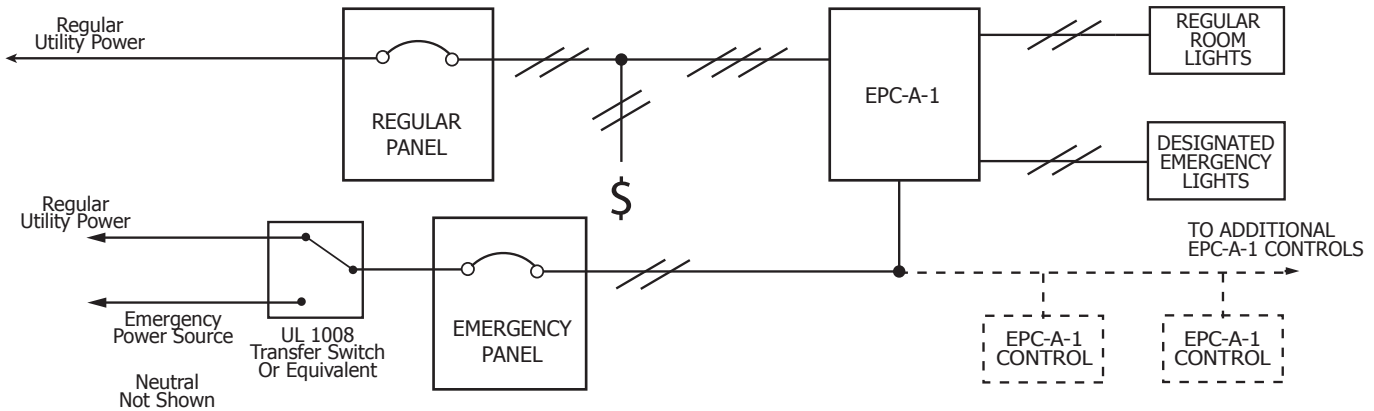 Regular
Utility Power
REGULAR
PANEL
$
EPC-A-1
REGULAR
ROOM
LIGHTS
DESIGNATED
EMERGENCY
LIGHTS
Regular
Utility Power
Emergency
Power Source
UL 1008
Transfer Switch
Or Equivalent
Neutral
Not Shown
EMERGENCY
PANEL
TO ADDITIONAL
EPC-A-1 CONTROLS
EPC-A-1
CONTROL
EPC-A-1
CONTROL